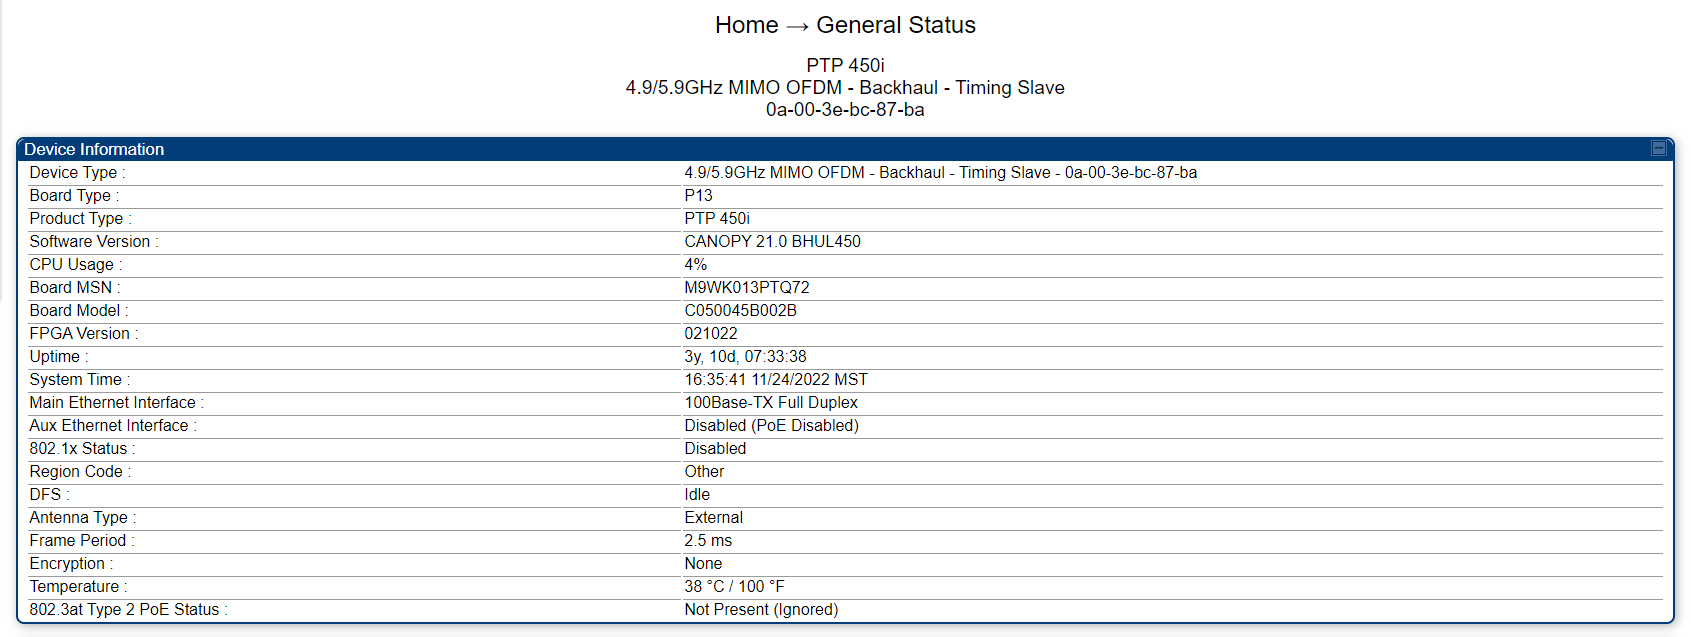 Home → General Status
PTP 450i
4.9/5.9GHz MIMO OFDM - Backhaul - Timing Slave
0a-00-3e-bc-87-ba
Device Information
Device Type : 4.9/5.9GHz MIMO OFDM - Backhaul - Timing Slave - 0a-00-3e-bc-87-ba
Board Type : P13
Product Type : PTP 450i
Software Version : CANOPY 21.0 BHUL450
CPU Usage : 4%
Board MSN : M9WK013PTQ72
Board Model : C050045B002B
FPGA Version : 021022
Uptime : 3y, 10d, 07:33:38
System Time : 16:35:41 11/24/2022 MST
Main Ethernet Interface : 100Base-TX Full Duplex
Aux Ethernet Interface : Disabled (PoE Disabled)
802.1x Status : Disabled
Region Code : Other
DFS : Idle
Antenna Type : External
Frame Period : 2.5 ms
Encryption : None
Temperature : 38 °C / 100 °F
802.3at Type 2 PoE Status : Not Present (Ignored)